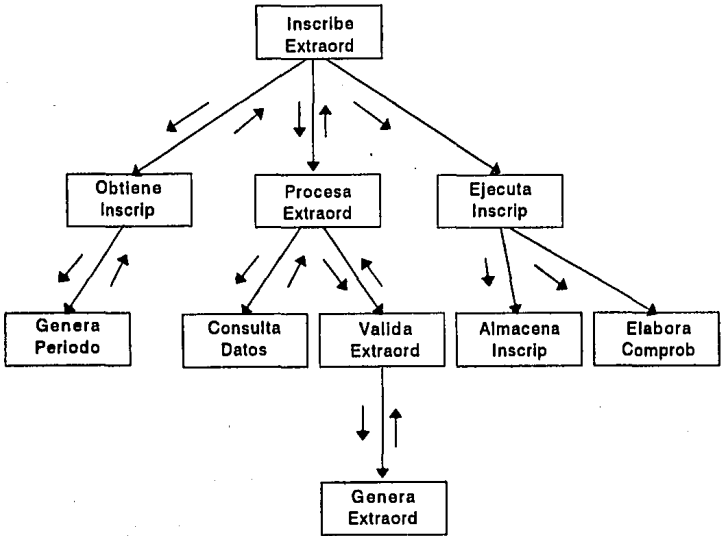 Inscribe
Extraord
Obtiene
Inscrip
Procesa
Extraord
Ejecuta
Inscrip
Genera
Periodo
Consulta
Datos
Valida
Extraord
Almacena
Inscrip
Elabora
Comprob
Genera
Extraord